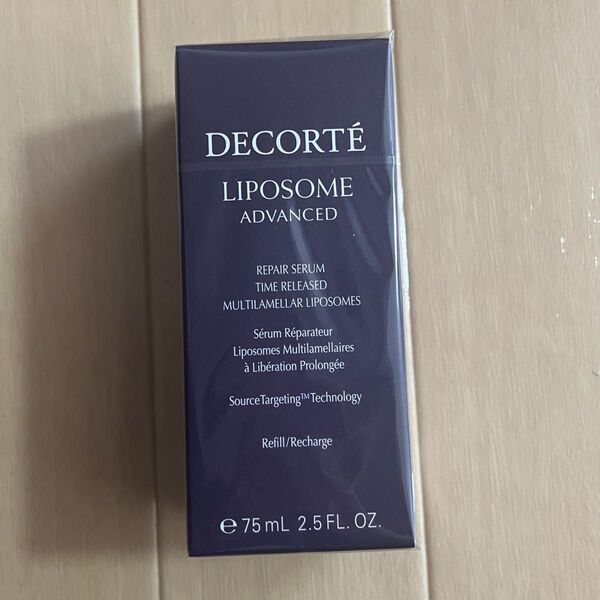 DECORTÉ
LIPOSOME
ADVANCED
REPAIR SERUM
TIME RELEASED
MULTILAMELLAR LIPOSOMES
Sérum Réparateur
Liposomes Multilamellaires
à Libération Prolongée
SourceTargeting™ Technology
Refill/Recharge
℮ 75 mL 2.5 FL. OZ.